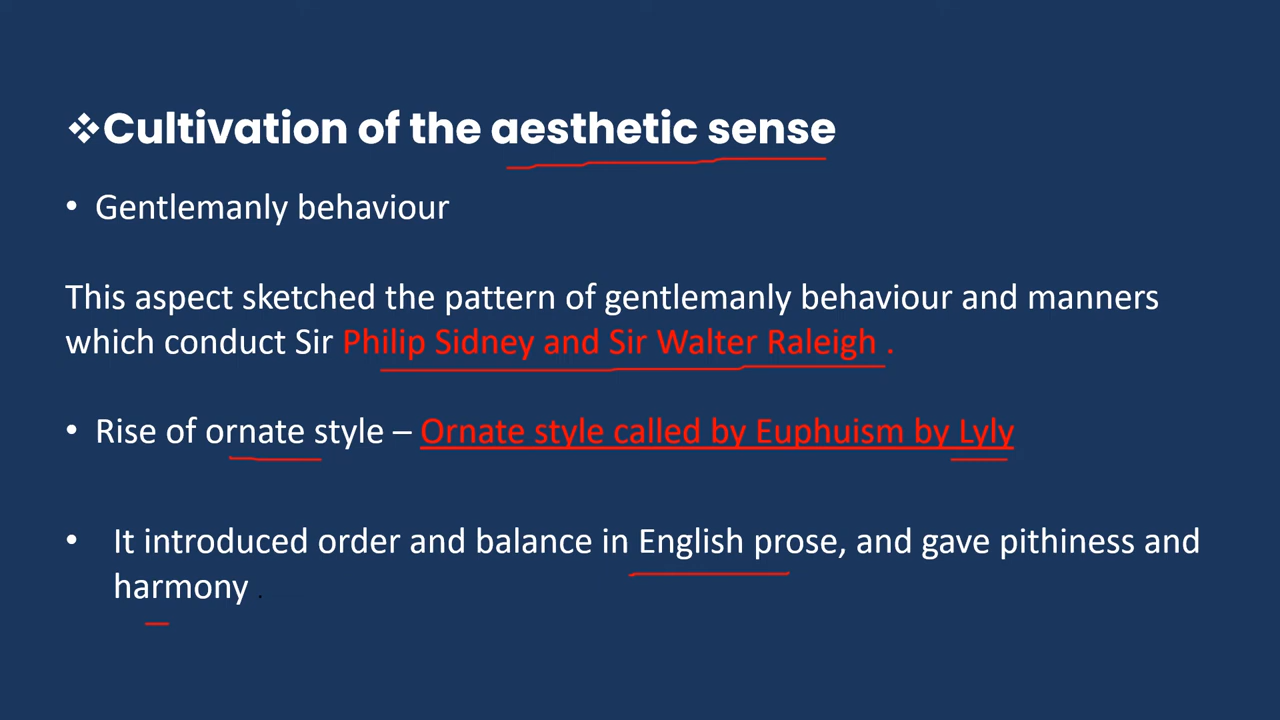 ❖Cultivation of the aesthetic sense
• Gentlemanly behaviour
This aspect sketched the pattern of gentlemanly behaviour and manners
which conduct Sir Philip Sidney and Sir Walter Raleigh .
• Rise of ornate style – Ornate style called by Euphuism by Lyly
• It introduced order and balance in English prose, and gave pithiness and
harmony .